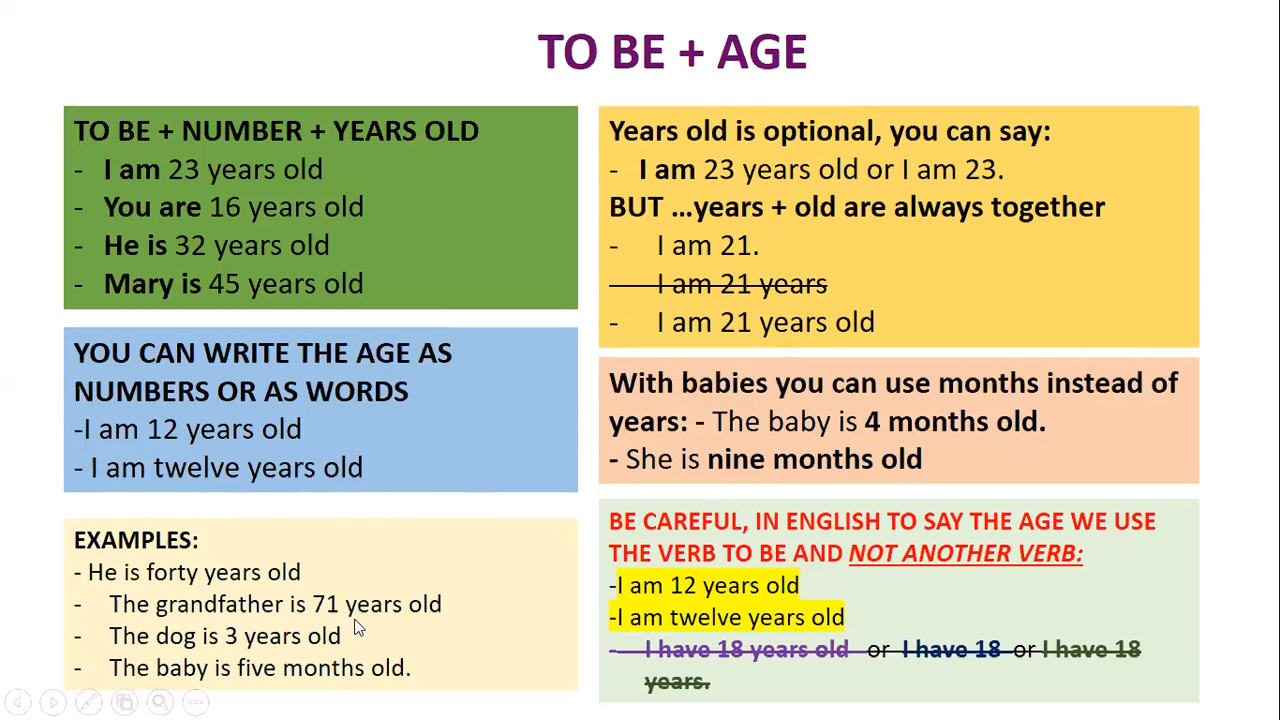 TO BE + AGE
TO BE + NUMBER + YEARS OLD
- I am 23 years old
- You are 16 years old
- He is 32 years old
- Mary is 45 years old
YOU CAN WRITE THE AGE AS
NUMBERS OR AS WORDS
-I am 12 years old
- I am twelve years old
EXAMPLES:
- He is forty years old
- The grandfather is 71 years old
- The dog is 3 years old
- The baby is five months old.
Years old is optional, you can say:
- I am 23 years old or I am 23.
BUT …years + old are always together
- I am 21.
- I am 21 years
- I am 21 years old
With babies you can use months instead of
years: - The baby is 4 months old.
- She is nine months old
BE CAREFUL, IN ENGLISH TO SAY THE AGE WE USE
THE VERB TO BE AND NOT ANOTHER VERB:
-I am 12 years old
-I am twelve years old
- I have 18 years old or I have 18 or I have 18
years.